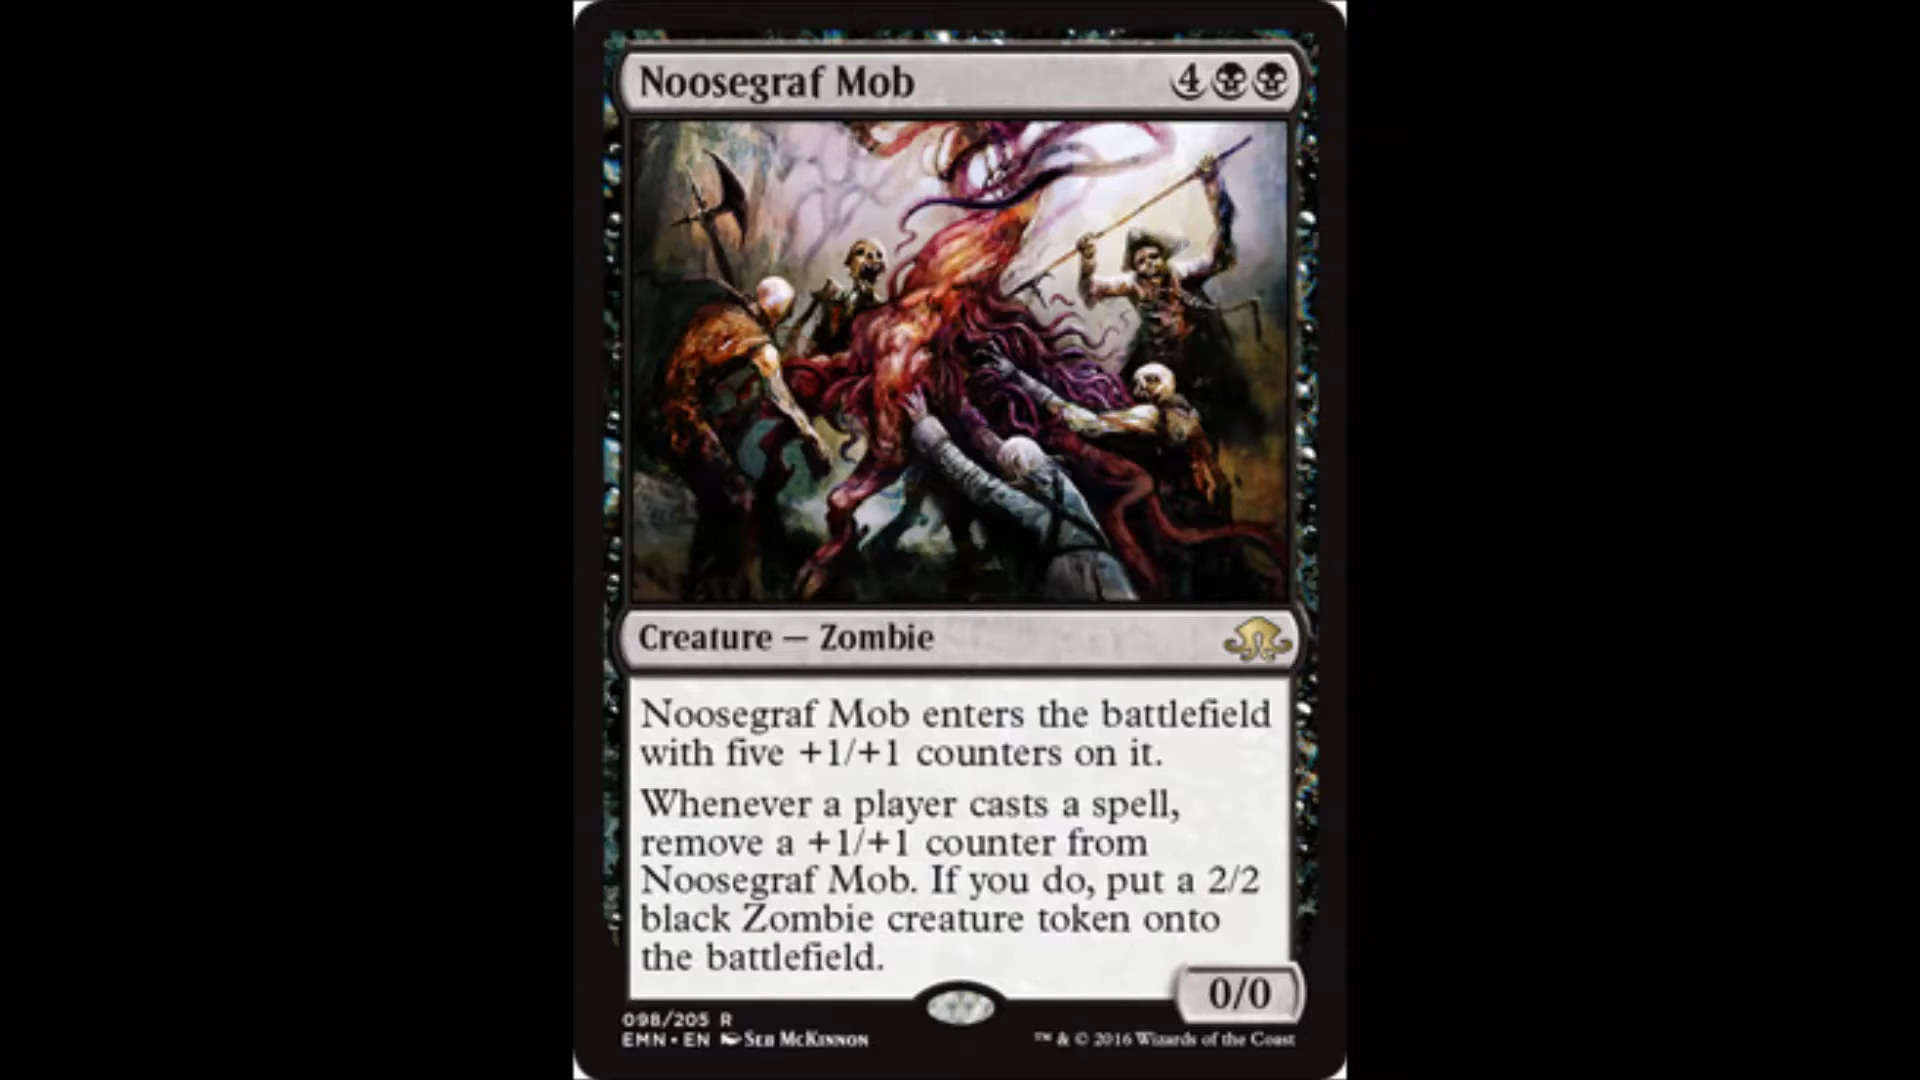 Noosegraf Mob 4
Creature — Zombie
Noosegraf Mob enters the battlefield
with five +1/+1 counters on it.
Whenever a player casts a spell,
remove a +1/+1 counter from
Noosegraf Mob. If you do, put a 2/2
black Zombie creature token onto
the battlefield.
0/0
098/205 R
EMN • EN Seb McKinnon
™ & © 2016 Wizards of the Coast